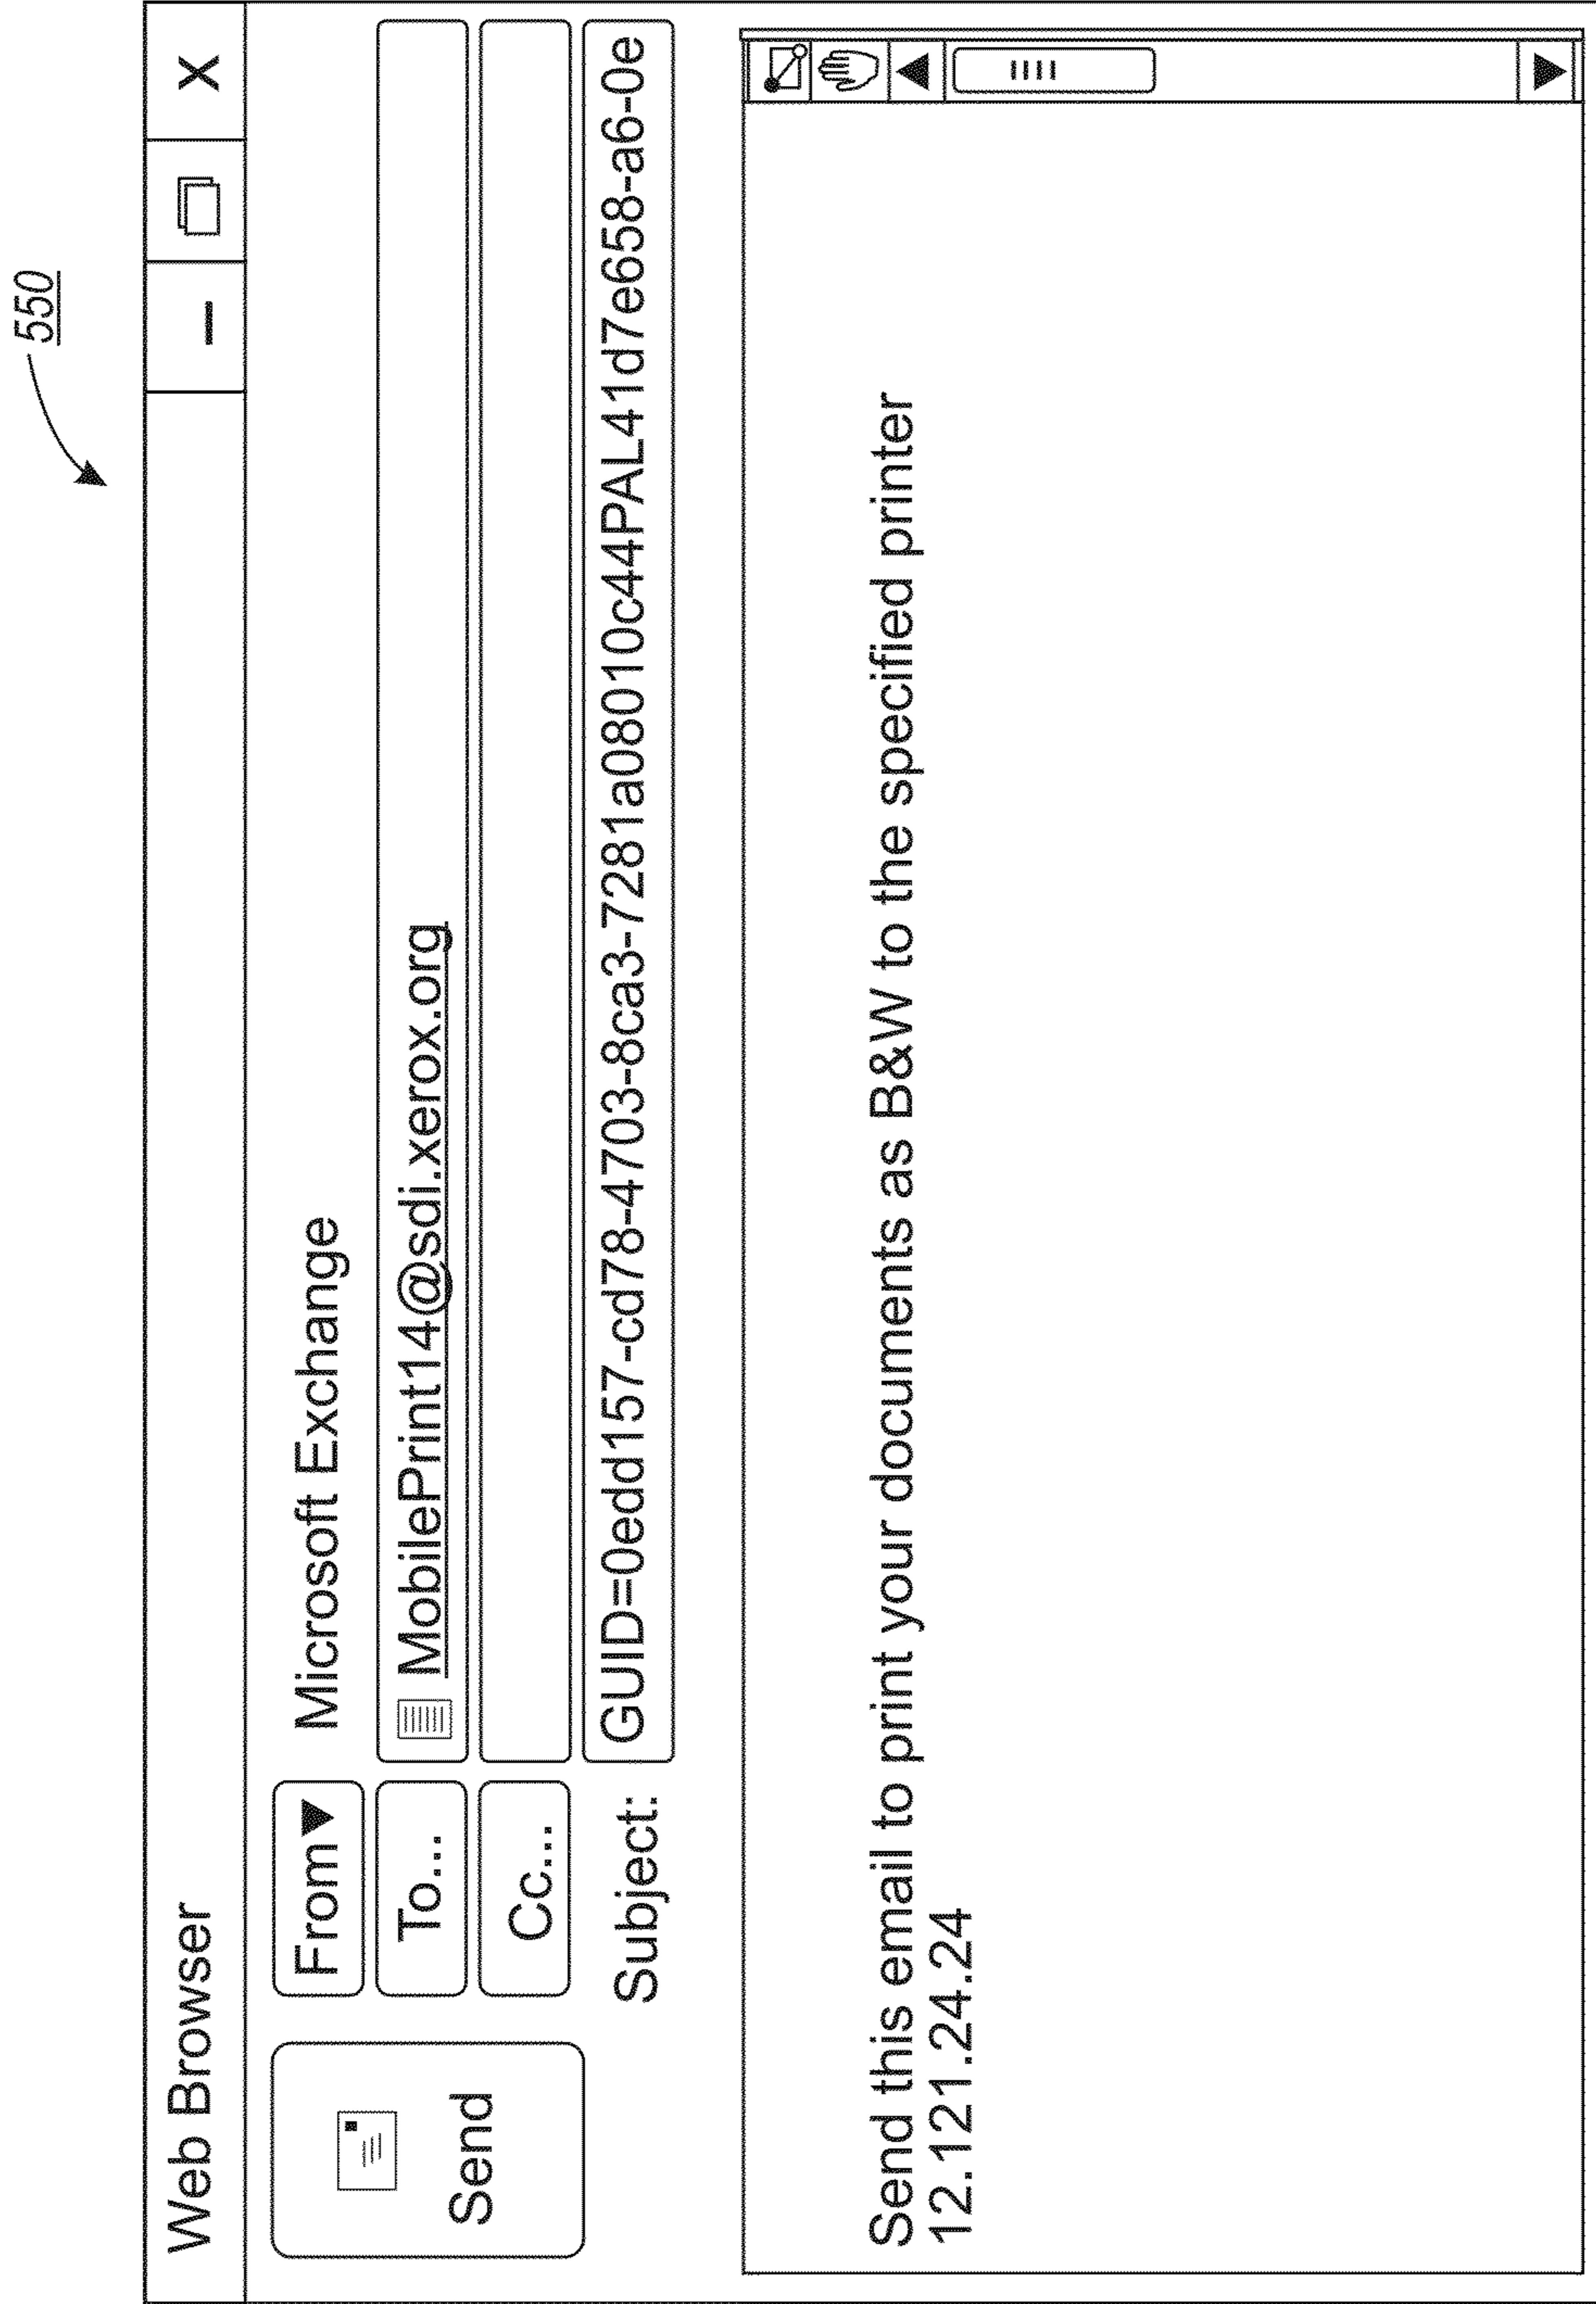 550
Web Browser
X
From
Microsoft Exchange
To...
MobilePrint14@sdi.xerox.org
Cc...
Send
Subject:
GUID=0edd157-cd78-4703-8ca3-7281a08010c44PAL41d7e658-a6-0e
Send this email to print your documents as B&W to the specified printer
12.121.24.24